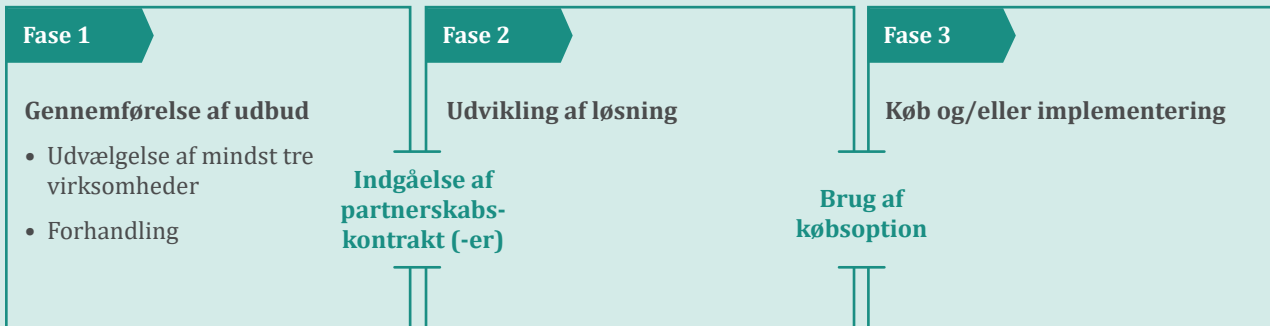 Fase 1
Gennemførelse af udbud
• Udvælgelse af mindst tre
virksomheder
• Forhandling
Indgåelse af
partnerskabs-
kontrakt (-er)
Fase 2
Udvikling af løsning
Brug af
købsoption
Fase 3
Køb og/eller implementering